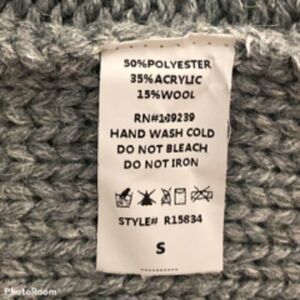 50%POLYESTER
35%ACRYLIC
15%WOOL
RN#109239
HAND WASH COLD
DO NOT BLEACH
DO NOT IRON
STYLE# R15834
S
PhotoRoom